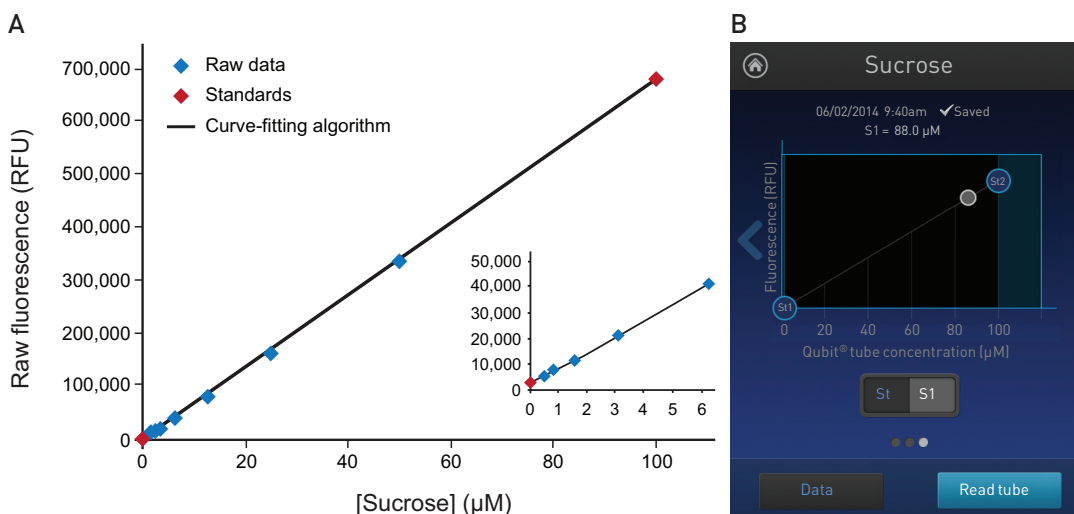 A
Raw data
Standards
Curve-fitting algorithm
Raw fluorescence (RFU)
700,000
600,000
500,000
400,000
300,000
200,000
100,000
0
0
20
40
60
80
100
[Sucrose] (µM)
50,000
40,000
30,000
20,000
10,000
0
0
1
2
3
4
5
6
B
Sucrose
06/02/2014 9:40am Saved
S1 = 88.0 µM
Fluorescence (RFU)
St2
St1
0 20 40 60 80 100
Qubit® tube concentration (µM)
St S1
Data Read tube